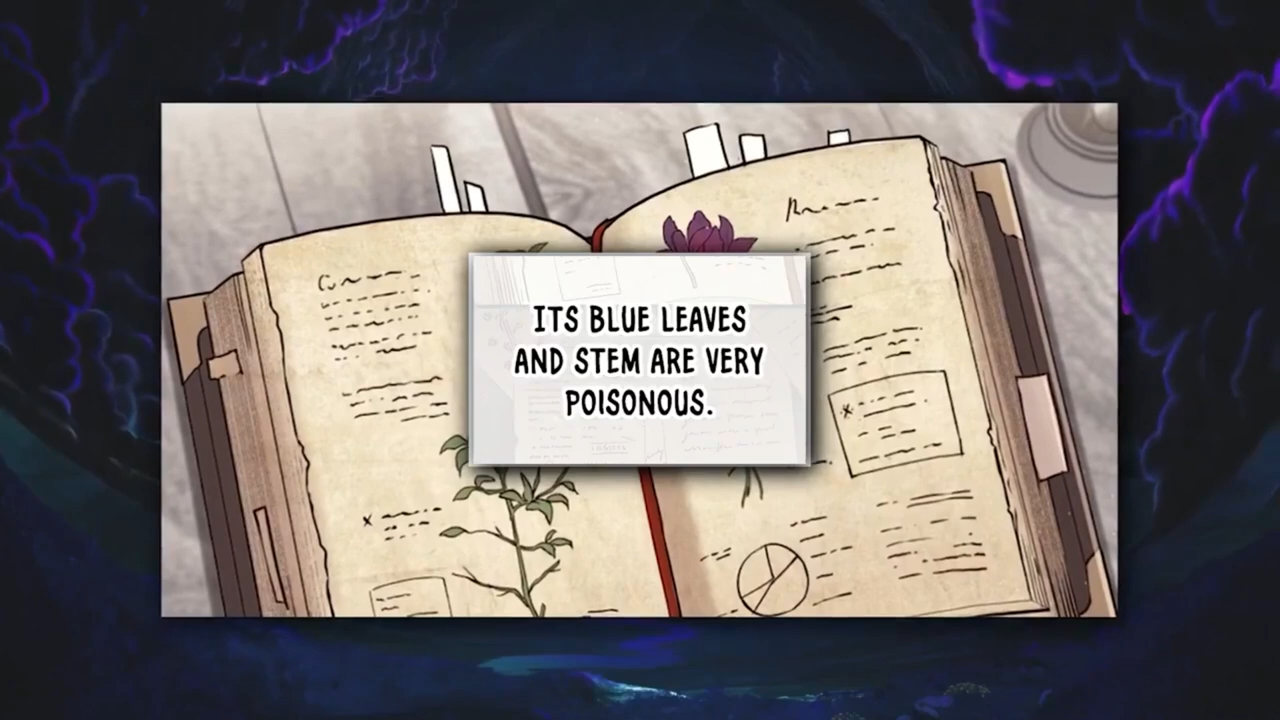 ITS BLUE LEAVES
AND STEM ARE VERY
POISONOUS.